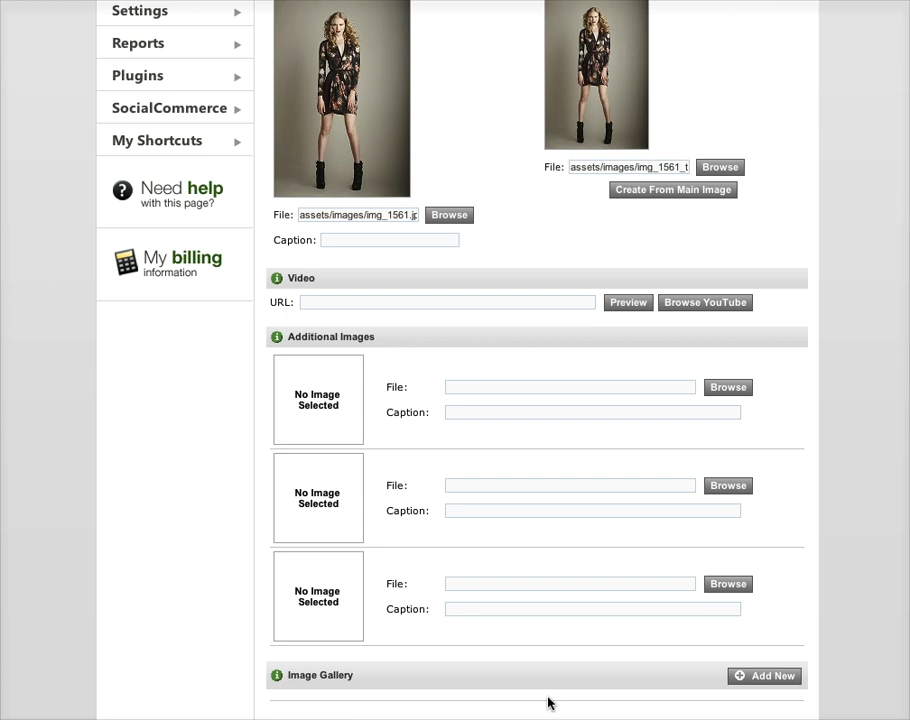 Settings
Reports
Plugins
SocialCommerce
My Shortcuts
? Need help
with this page?
My billing
information
File: assets/images/img_1561.jp Browse
Caption:
File: assets/images/img_1561_t Browse
Create From Main Image
Video
URL: Preview Browse YouTube
Additional Images
No Image
Selected
File: Browse
Caption:
No Image
Selected
File: Browse
Caption:
No Image
Selected
File: Browse
Caption:
Image Gallery Add New